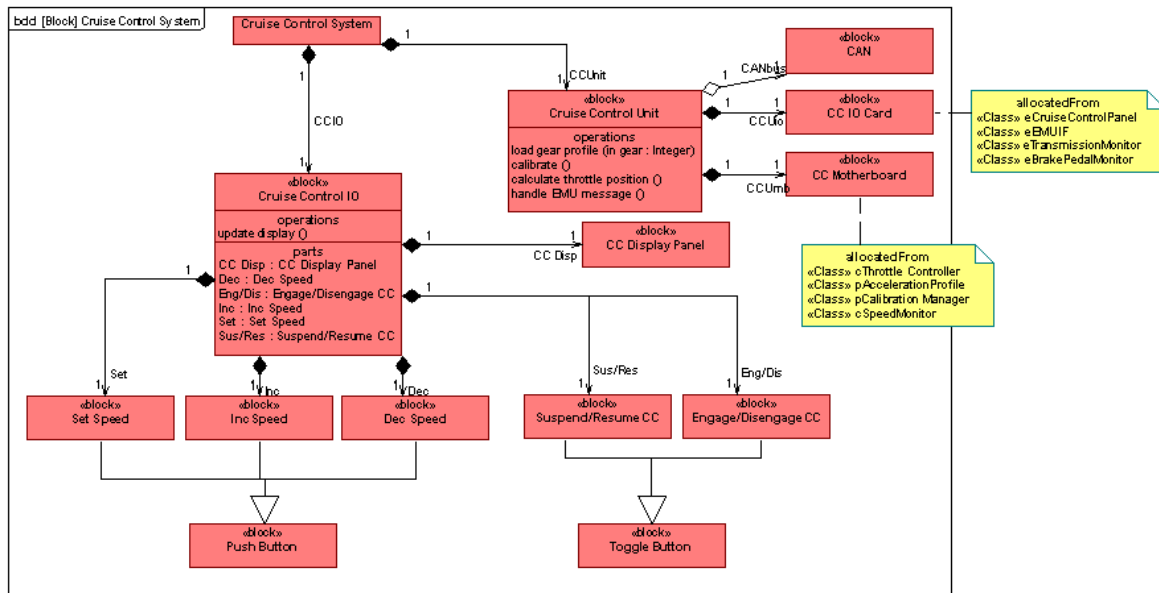 bdd [Block] Cruise Control System
Cruise Control System
1
1
CCUnit
1
CCIO
1
«block»
Cruise Control Unit
operations
load gear profile (in gear : Integer)
calibrate ()
calculate throttle position ()
handle EMU message ()
1
CANbus
1
«block»
CAN
1
CCUio
1
«block»
CC IO Card
1
CCUmb
1
«block»
CC Motherboard
allocatedFrom
«Class» eCruiseControlPanel
«Class» eEMUIF
«Class» eTransmissionMonitor
«Class» eBrakePedalMonitor
allocatedFrom
«Class» cThrottle Controller
«Class» pAccelerationProfile
«Class» pCalibration Manager
«Class» cSpeedMonitor
«block»
Cruise Control IO
operations
update display ()
parts
CC Disp : CC Display Panel
Dec : Dec Speed
Eng/Dis : Engage/Disengage CC
Inc : Inc Speed
Set : Set Speed
Sus/Res : Suspend/Resume CC
1
CC Disp
1
«block»
CC Display Panel
1
Set
1
1
Inc
1
1
Dec
1
1
Sus/Res
1
Eng/Dis
1
«block»
Set Speed
«block»
Inc Speed
«block»
Dec Speed
«block»
Suspend/Resume CC
«block»
Engage/Disengage CC
«block»
Push Button
«block»
Toggle Button